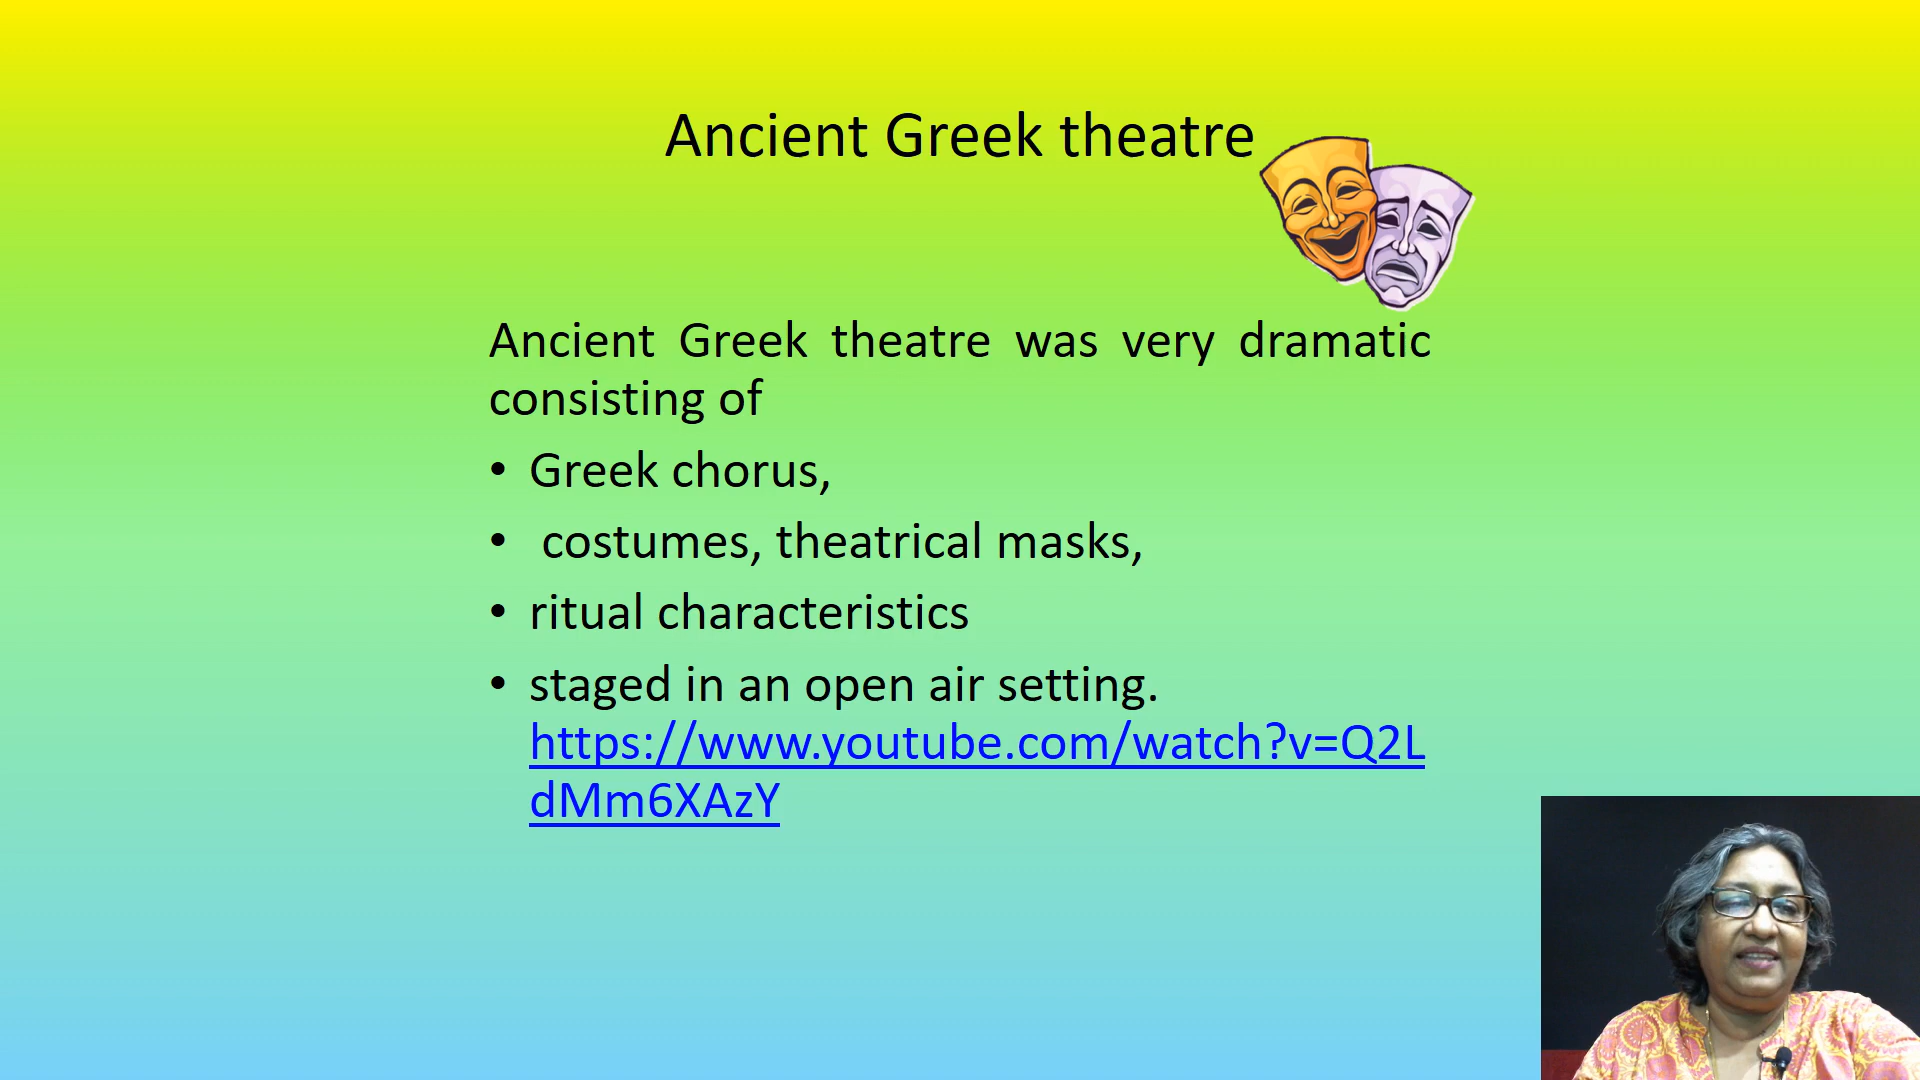 Ancient Greek theatre
Ancient Greek theatre was very dramatic
consisting of
• Greek chorus,
• costumes, theatrical masks,
• ritual characteristics
• staged in an open air setting.
https://www.youtube.com/watch?v=Q2L
dMm6XAzY